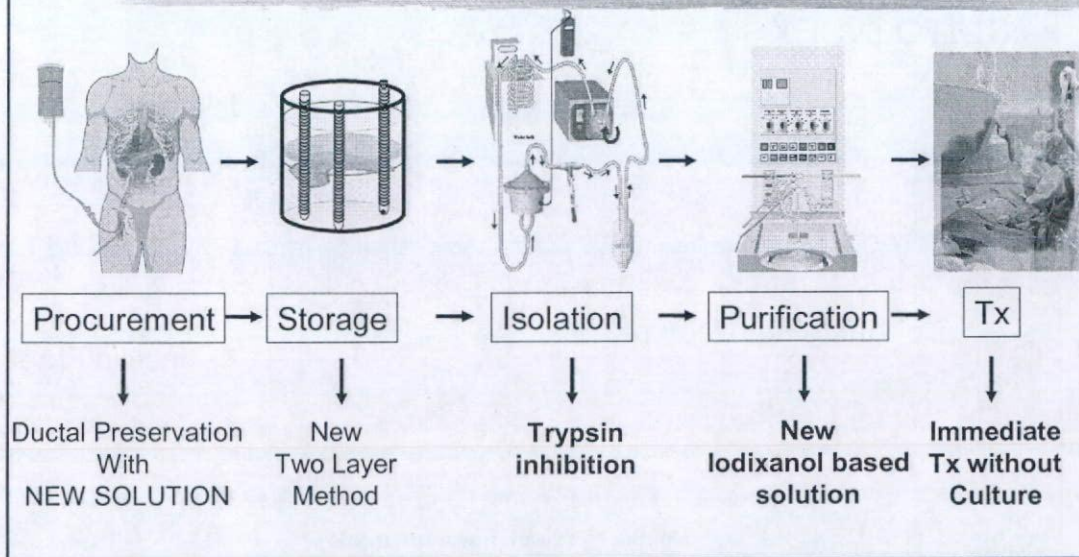 Procurement
Storage
Isolation
Purification
Tx
Ductal Preservation
With
NEW SOLUTION
New
Two Layer
Method
Trypsin
inhibition
New
Iodixanol based
solution
Immediate
Tx without
Culture